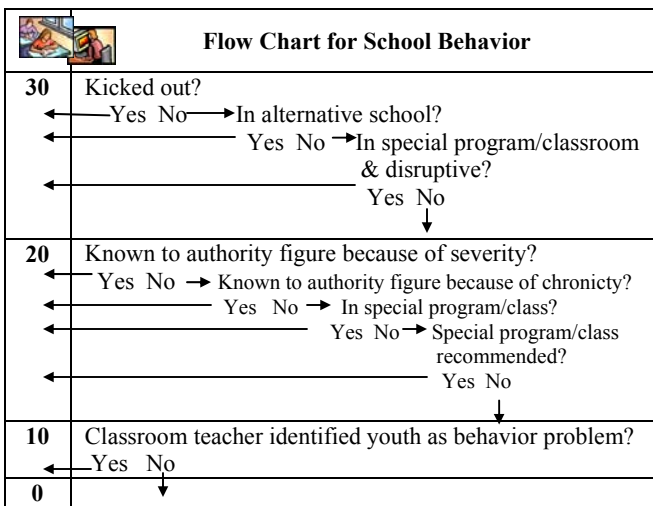 Flow Chart for School Behavior
30 Kicked out?
Yes No In alternative school?
Yes No In special program/classroom
& disruptive?
Yes No
20 Known to authority figure because of severity?
Yes No Known to authority figure because of chronicty?
Yes No In special program/class?
Yes No Special program/class
recommended?
Yes No
10 Classroom teacher identified youth as behavior problem?
Yes No
0